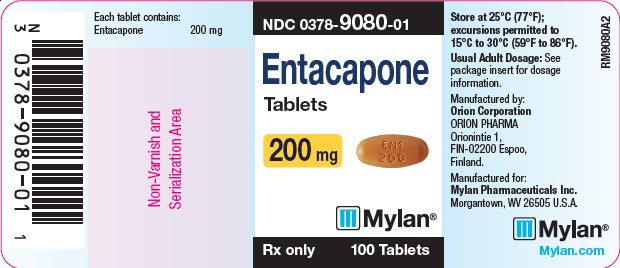 N
3 0378-9080-01 1
Each tablet contains:
Entacapone 200 mg
Non-Varnish and
Serialization Area
NDC 0378-9080-01
Entacapone
Tablets
200 mg
EN1
200
Mylan®
Rx only 100 Tablets
Store at 25°C (77°F);
excursions permitted to
15°C to 30°C (59°F to 86°F).
Usual Adult Dosage: See
package insert for dosage
information.
Manufactured by:
Orion Corporation
ORION PHARMA
Orionintie 1,
FIN-02200 Espoo,
Finland.
Manufactured for:
Mylan Pharmaceuticals Inc.
Morgantown, WV 26505 U.S.A.
Mylan®
Mylan.com
RM9080A2